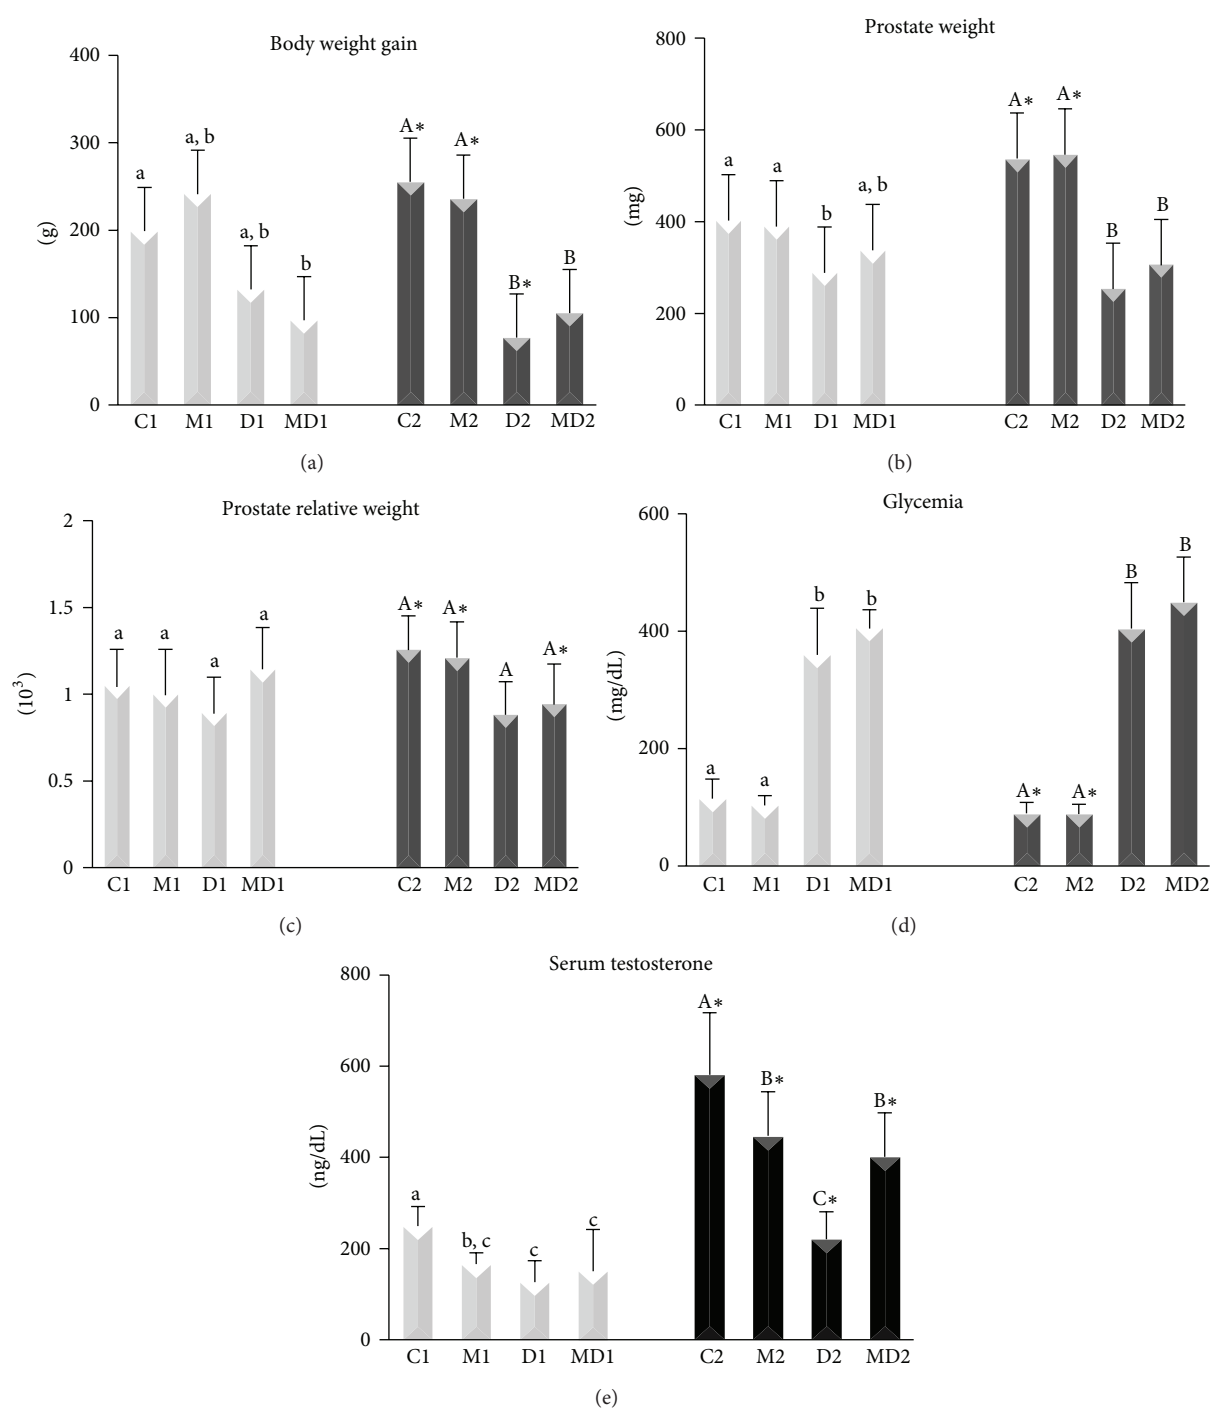 Body weight gain
400
300
200
100
0
(g)
a
a, b
a, b
b
A*
A*
B*
B
C1 M1 D1 MD1 C2 M2 D2 MD2
(a)
Prostate weight
800
600
400
200
0
(mg)
a
a
b
a, b
A*
A*
B
B
C1 M1 D1 MD1 C2 M2 D2 MD2
(b)
Prostate relative weight
2
1.5
1
0.5
0
(10³)
a
a
a
a
A*
A*
A
A*
C1 M1 D1 MD1 C2 M2 D2 MD2
(c)
Glycemia
600
400
200
0
(mg/dL)
a
a
b
b
A*
A*
B
B
C1 M1 D1 MD1 C2 M2 D2 MD2
(d)
Serum testosterone
800
600
400
200
0
(ng/dL)
a
b, c
c
c
A*
B*
C*
B*
C1 M1 D1 MD1 C2 M2 D2 MD2
(e)